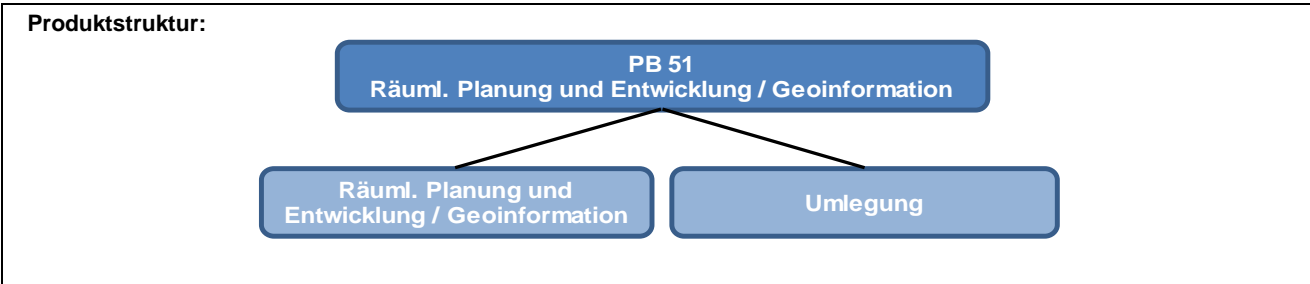 Produktstruktur:
PB 51
Räuml. Planung und Entwicklung / Geoinformation
Räuml. Planung und
Entwicklung / Geoinformation
Umlegung